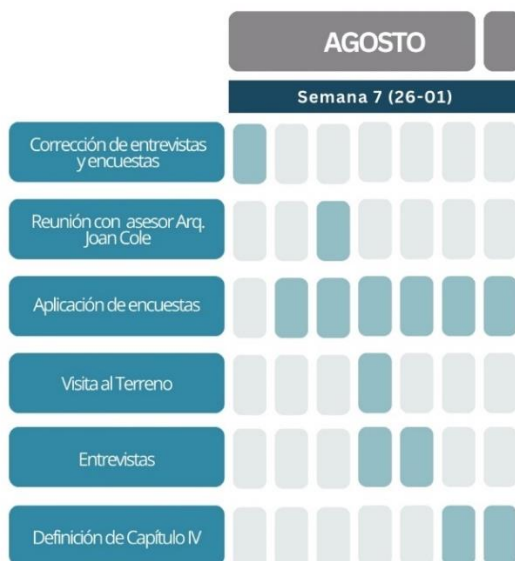 AGOSTO
Semana 7 (26-01)
Corrección de entrevistas
y encuestas
Reunión con asesor Arq.
Joan Cole
Aplicación de encuestas
Visita al Terreno
Entrevistas
Definición de Capítulo IV